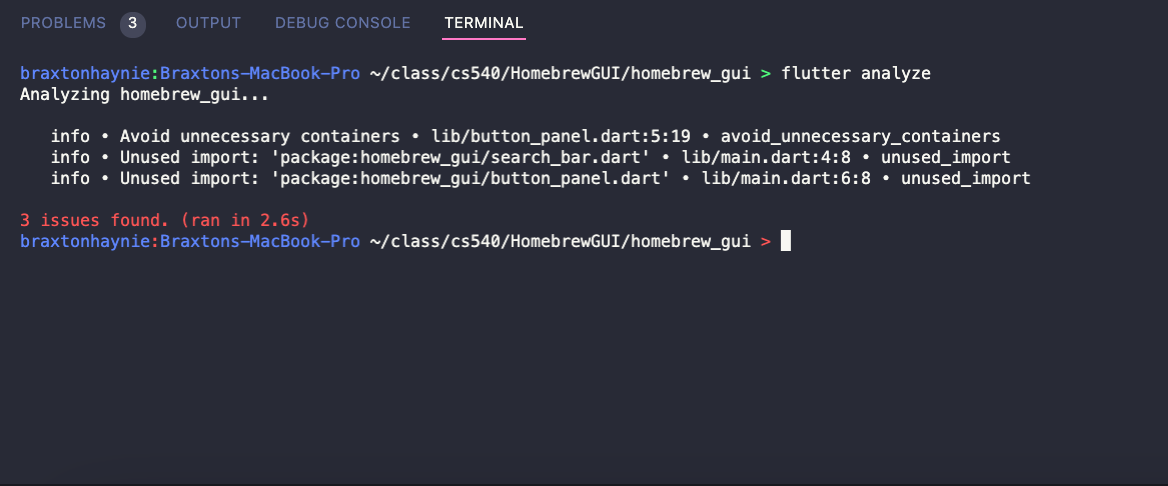 PROBLEMS 3 OUTPUT DEBUG CONSOLE TERMINAL
braxtonhaynie:Braxtons-MacBook-Pro ~/class/cs540/HomebrewGUI/homebrew_gui > flutter analyze
Analyzing homebrew_gui...
info • Avoid unnecessary containers • lib/button_panel.dart:5:19 • avoid_unnecessary_containers
info • Unused import: 'package:homebrew_gui/search_bar.dart' • lib/main.dart:4:8 • unused_import
info • Unused import: 'package:homebrew_gui/button_panel.dart' • lib/main.dart:6:8 • unused_import
3 issues found. (ran in 2.6s)
braxtonhaynie:Braxtons-MacBook-Pro ~/class/cs540/HomebrewGUI/homebrew_gui >